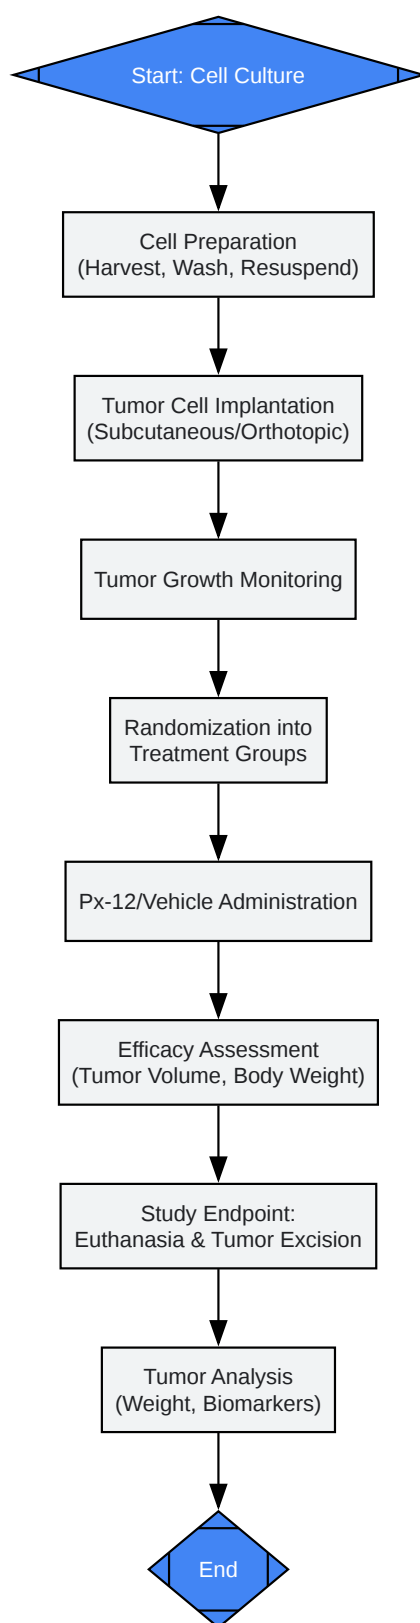 Start: Cell Culture
Cell Preparation
(Harvest, Wash, Resuspend)
Tumor Cell Implantation
(Subcutaneous/Orthotopic)
Tumor Growth Monitoring
Randomization into
Treatment Groups
Px-12/Vehicle Administration
Efficacy Assessment
(Tumor Volume, Body Weight)
Study Endpoint:
Euthanasia & Tumor Excision
Tumor Analysis
(Weight, Biomarkers)
End